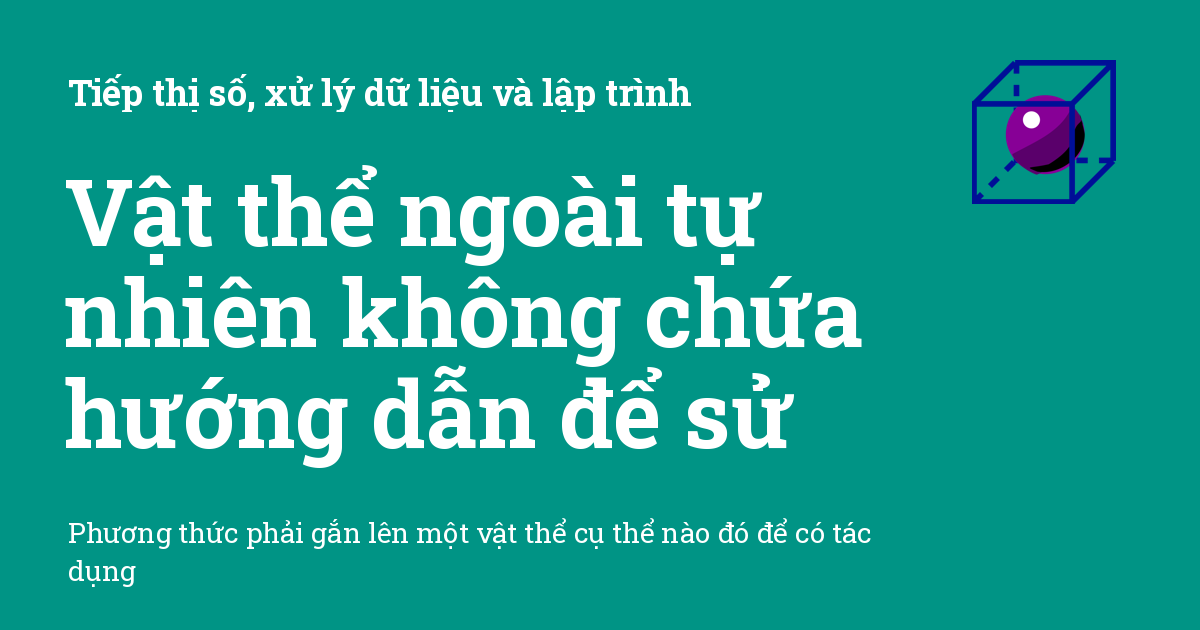 Tiếp thị số, xử lý dữ liệu và lập trình
Vật thể ngoài tự
nhiên không chứa
hướng dẫn để sử
Phương thức phải gắn lên một vật thể cụ thể nào đó để có tác
dụng